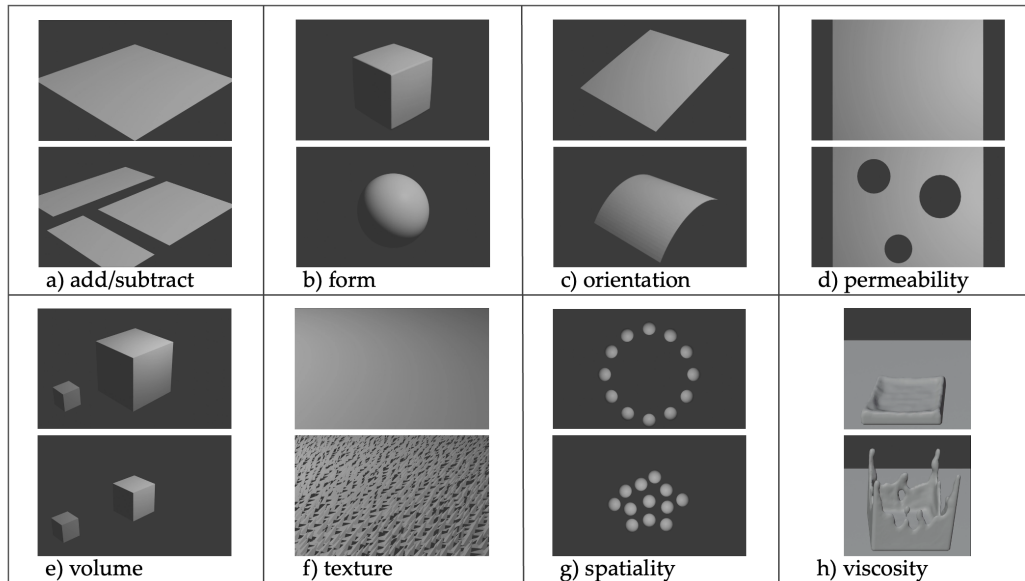 a) add/subtract
b) form
c) orientation
d) permeability
e) volume
f) texture
g) spatiality
h) viscosity